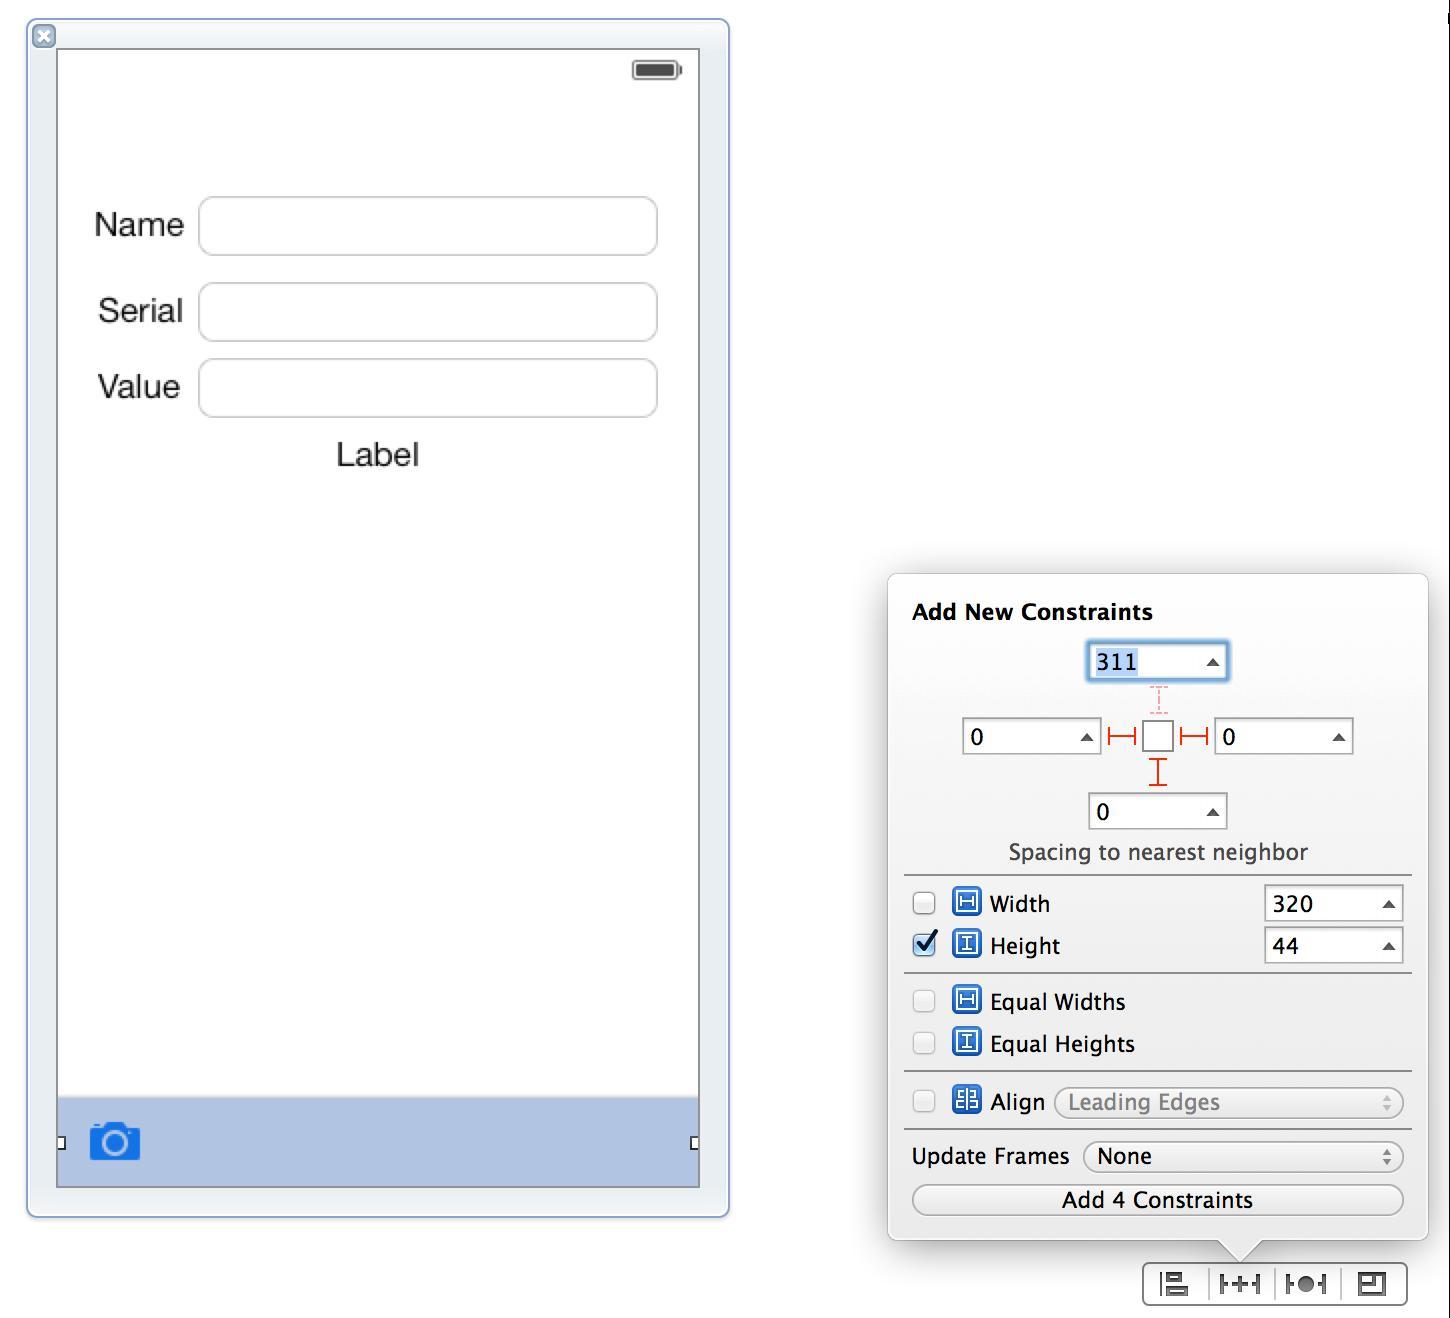 Name
Serial
Value
Label
Add New Constraints
311
0
0
0
Spacing to nearest neighbor
Width 320
Height 44
Equal Widths
Equal Heights
Align Leading Edges
Update Frames None
Add 4 Constraints